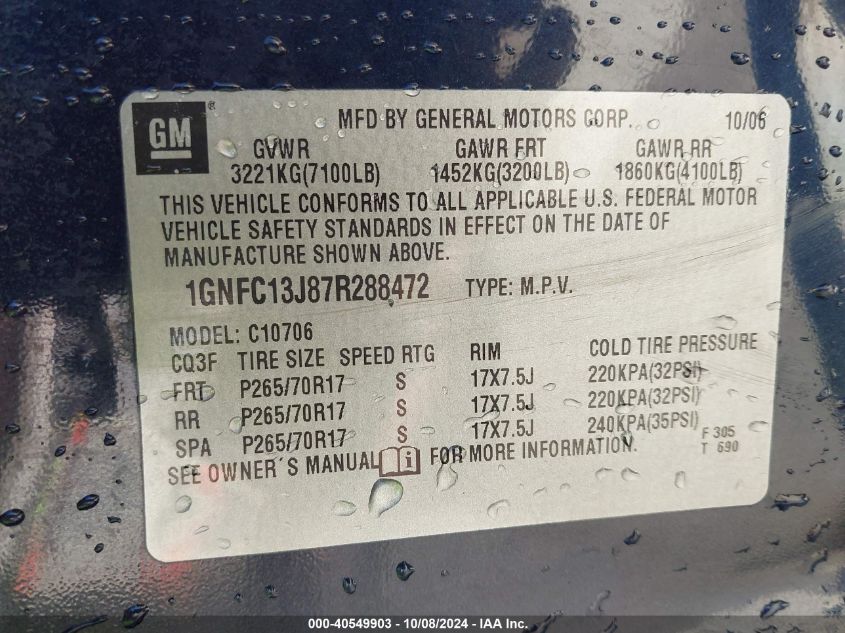 GM ® MFD BY GENERAL MOTORS CORP. 10/06
GVWR GAWR FRT GAWR RR
3221KG(7100LB) 1452KG(3200LB) 1860KG(4100LB)
THIS VEHICLE CONFORMS TO ALL APPLICABLE U.S. FEDERAL MOTOR
VEHICLE SAFETY STANDARDS IN EFFECT ON THE DATE OF
MANUFACTURE SHOWN ABOVE.
1GNFC13J87R288472 TYPE: M.P.V.
MODEL: C10706
CQ3F TIRE SIZE SPEED RTG RIM COLD TIRE PRESSURE
FRT P265/70R17 S 17X7.5J 220KPA(32PSI)
RR P265/70R17 S 17X7.5J 220KPA(32PSI)
SPA P265/70R17 S 17X7.5J 240KPA(35PSI) F 305
SEE OWNER'S MANUAL FOR MORE INFORMATION. T 690
000-40549903 - 10/08/2024 - IAA Inc.